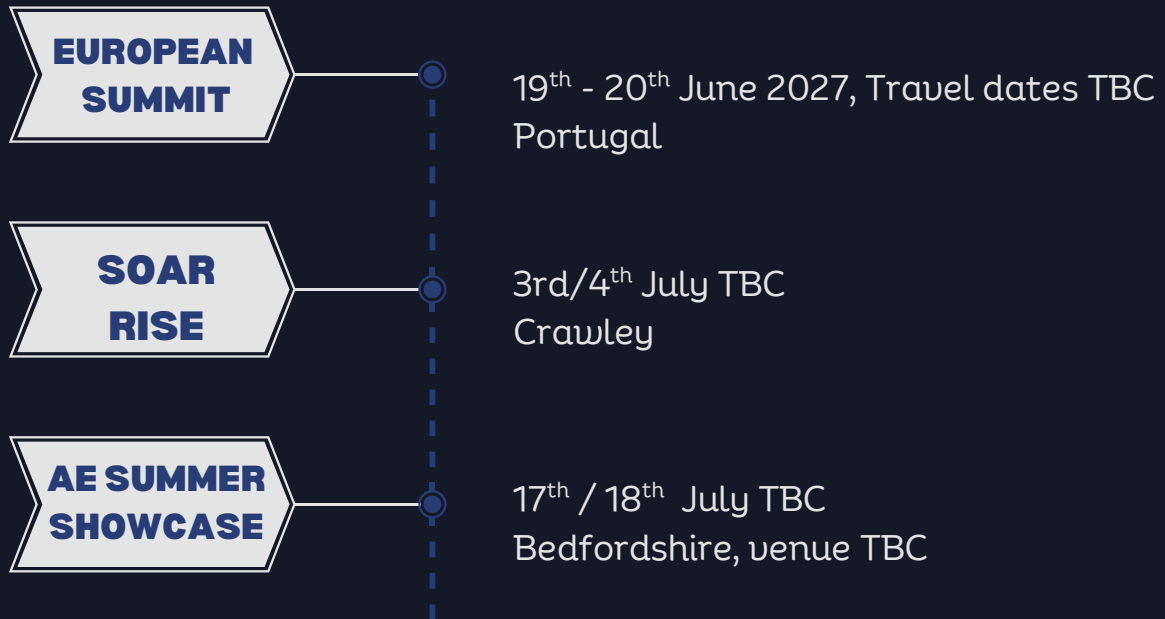 EUROPEAN
SUMMIT
19th - 20th June 2027, Travel dates TBC
Portugal
SOAR
RISE
3rd/4th July TBC
Crawley
AE SUMMER
SHOWCASE
17th / 18th July TBC
Bedfordshire, venue TBC